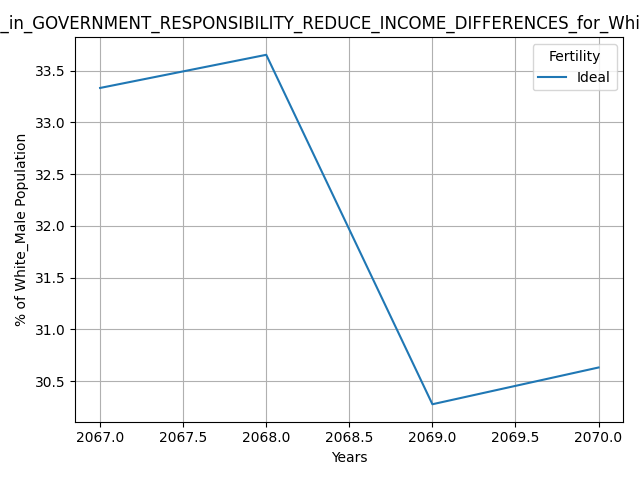 _in_GOVERNMENT_RESPONSIBILITY_REDUCE_INCOME_DIFFERENCES_for_Whi
Fertility
Ideal
33.5
33.0
32.5
32.0
31.5
31.0
30.5
% of White_Male Population
2067.0 2067.5 2068.0 2068.5 2069.0 2069.5 2070.0
Years